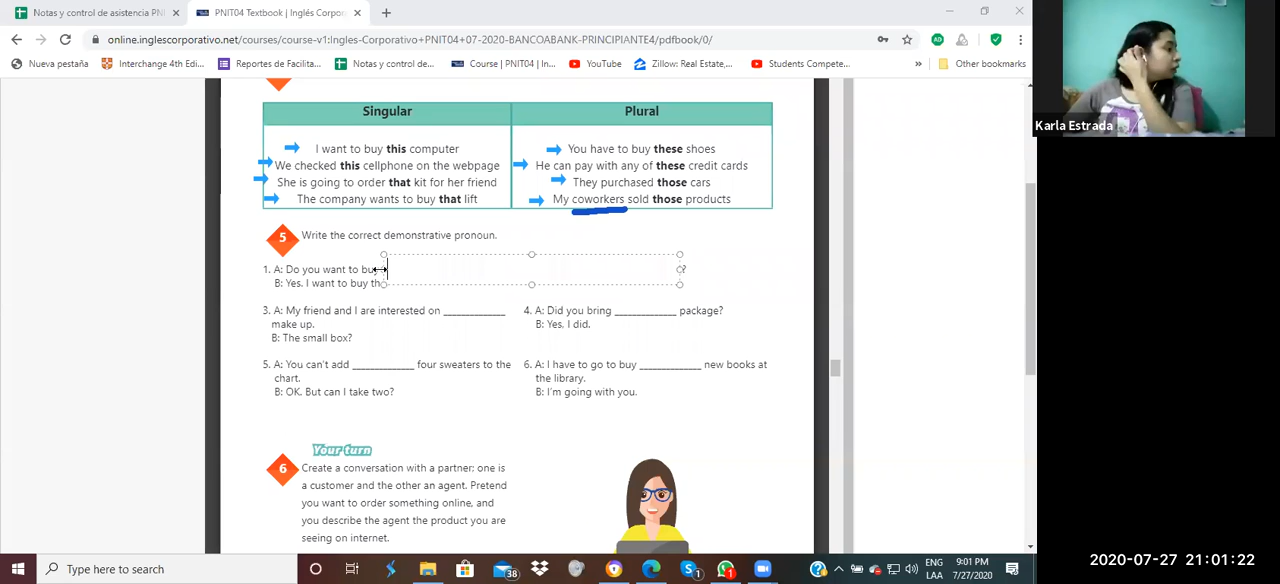 Notas y control de asistencia PN
PNIT04 Textbook | Inglés Corpor
online.inglescorporativo.net/courses/course-v1:Ingles-Corporativo+PNIT04+07-2020-BANCOABANK-PRINCIPIANTE4/pdfbook/0/
Nueva pestaña
Interchange 4th Edi...
Reportes de Facilita...
Notas y control de...
Course | PNIT04 | In...
YouTube
Zillow: Real Estate,...
Students Compete...
»
Other bookmarks
Karla Estrada
Singular
Plural
I want to buy this computer
You have to buy these shoes
We checked this cellphone on the webpage
He can pay with any of these credit cards
She is going to order that kit for her friend
They purchased those cars
The company wants to buy that lift
My coworkers sold those products
5
Write the correct demonstrative pronoun.
1. A: Do you want to buy
?
B: Yes. I want to buy th
3. A: My friend and I are interested on ____________
make up.
B: The small box?
4. A: Did you bring ____________ package?
B: Yes, I did.
5. A: You can't add ____________ four sweaters to the
chart.
B: OK. But can I take two?
6. A: I have to go to buy ____________ new books at
the library.
B: I'm going with you.
Your turn
6
Create a conversation with a partner: one is
a customer and the other an agent. Pretend
you want to order something online, and
you describe the agent the product you are
seeing on internet.
Type here to search
38
1
1
ENG
LAA
9:01 PM
7/27/2020
2020-07-27 21:01:22